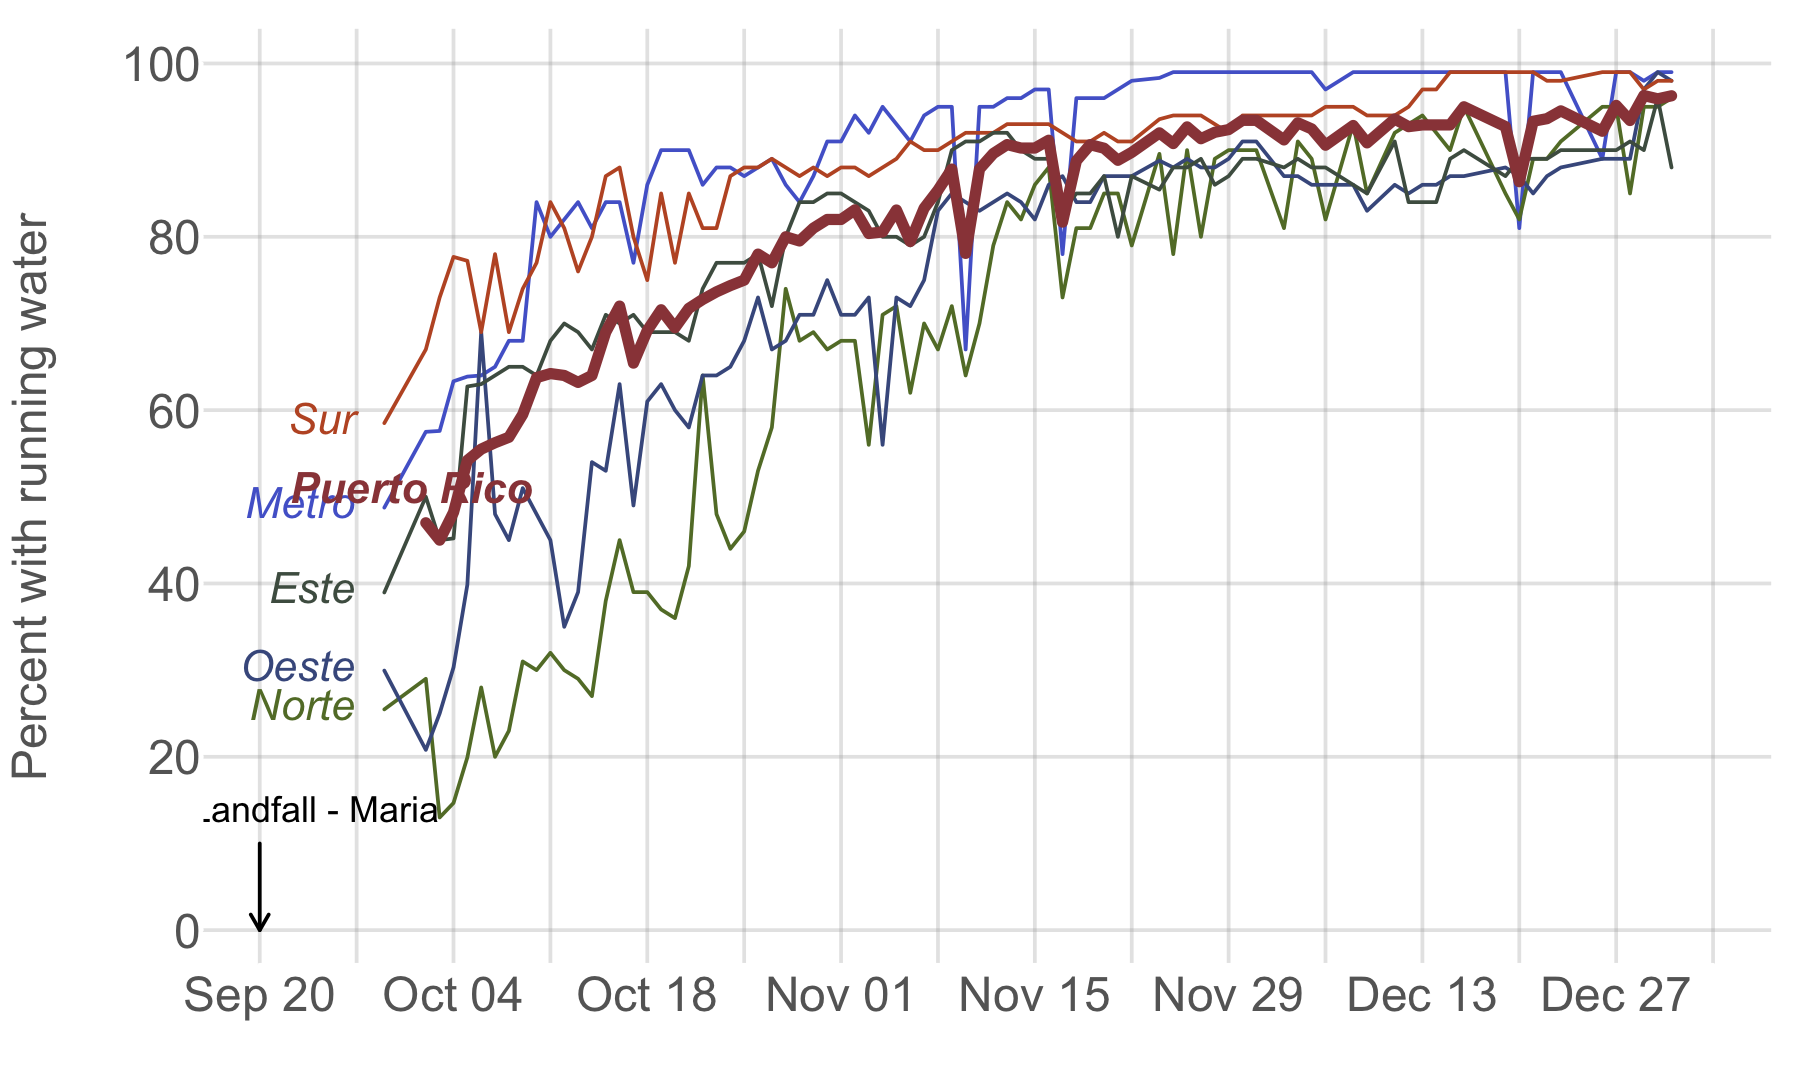 Percent with running water
100
80
60
40
20
0
Sur
Puerto Rico
Metro
Este
Oeste
Norte
andfall - Maria
Sep 20 Oct 04 Oct 18 Nov 01 Nov 15 Nov 29 Dec 13 Dec 27